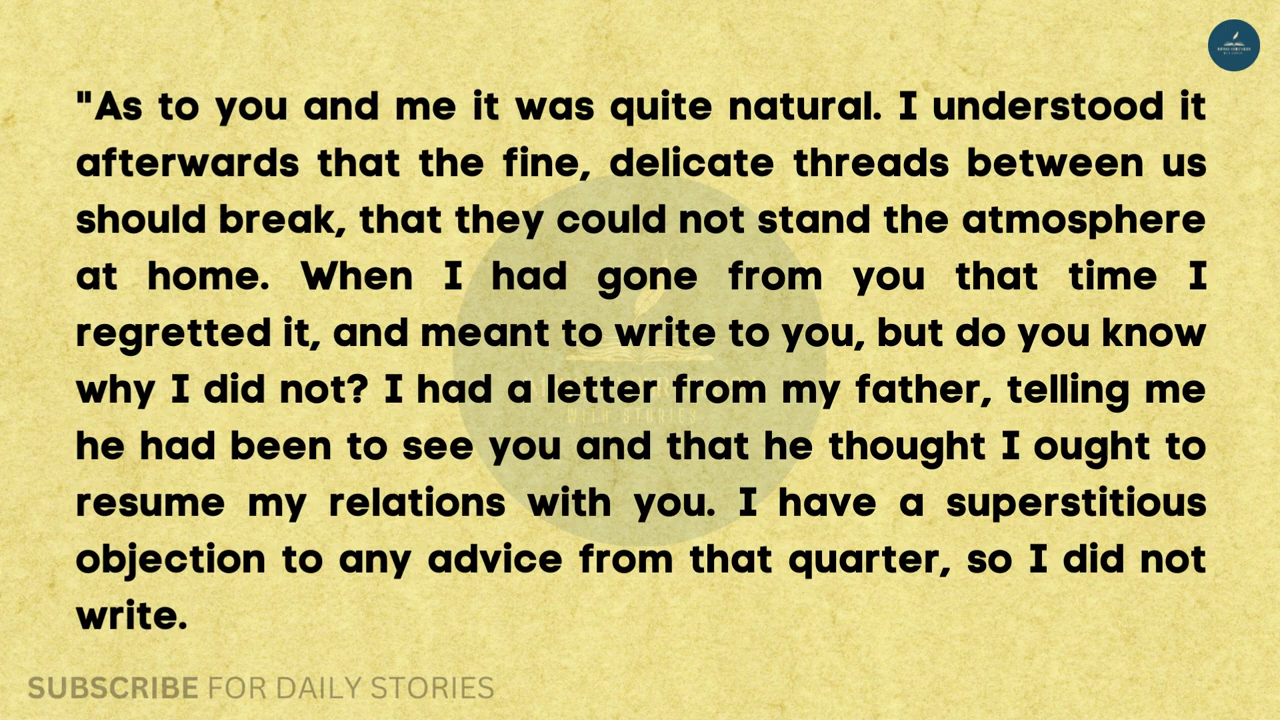 "As to you and me it was quite natural. I understood it
afterwards that the fine, delicate threads between us
should break, that they could not stand the atmosphere
at home. When I had gone from you that time I
regretted it, and meant to write to you, but do you know
why I did not? I had a letter from my father, telling me
he had been to see you and that he thought I ought to
resume my relations with you. I have a superstitious
objection to any advice from that quarter, so I did not
write.
SUBSCRIBE FOR DAILY STORIES